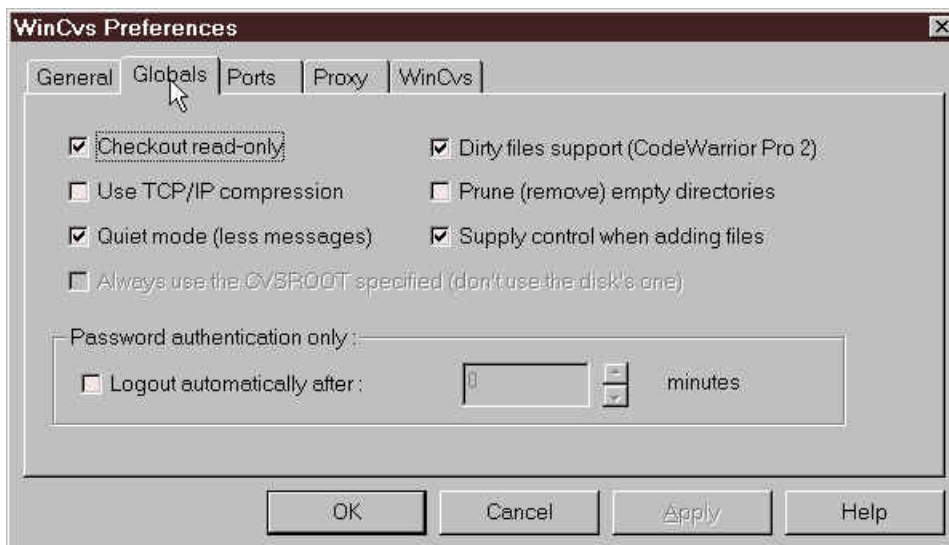 WinCvs Preferences
General Globals Ports Proxy WinCvs
Checkout read-only Dirty files support (CodeWarrior Pro 2)
Use TCP/IP compression Prune (remove) empty directories
Quiet mode (less messages) Supply control when adding files
Always use the CVSROOT specified (don't use the disk's one)
Password authentication only :
Logout automatically after : 0 minutes
OK Cancel Apply Help